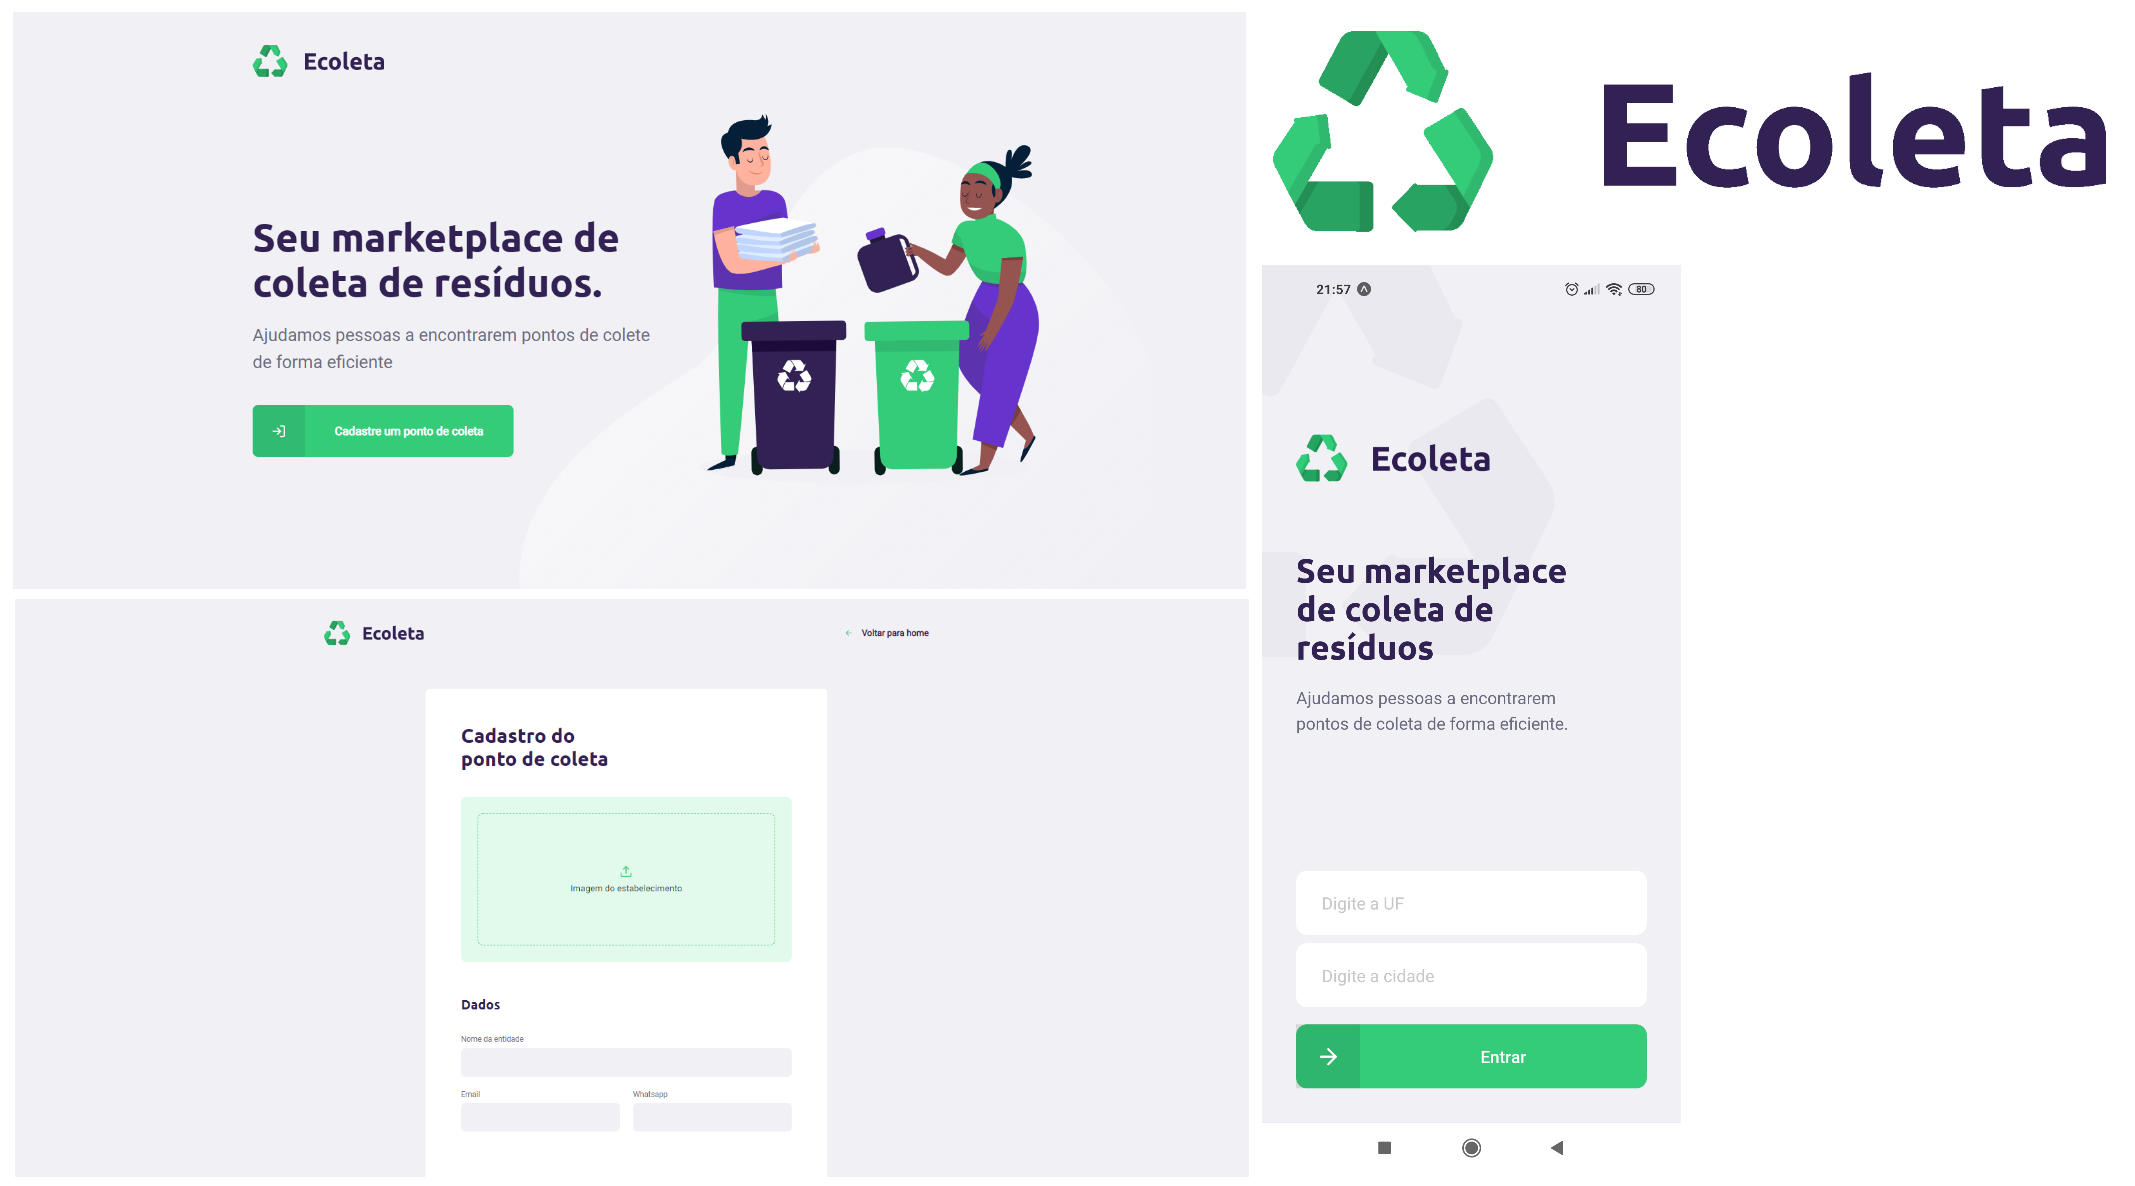 Ecoleta
Seu marketplace de
coleta de resíduos.
Ajudamos pessoas a encontrarem pontos de colete
de forma eficiente
Cadastre um ponto de coleta
Ecoleta
Voltar para home
Cadastro do
ponto de coleta
Imagem do estabelecimento
Dados
Nome da entidade
Email
Whatsapp
Ecoleta
21:57
80
Ecoleta
Seu marketplace
de coleta de
resíduos
Ajudamos pessoas a encontrarem
pontos de coleta de forma eficiente.
Digite a UF
Digite a cidade
Entrar